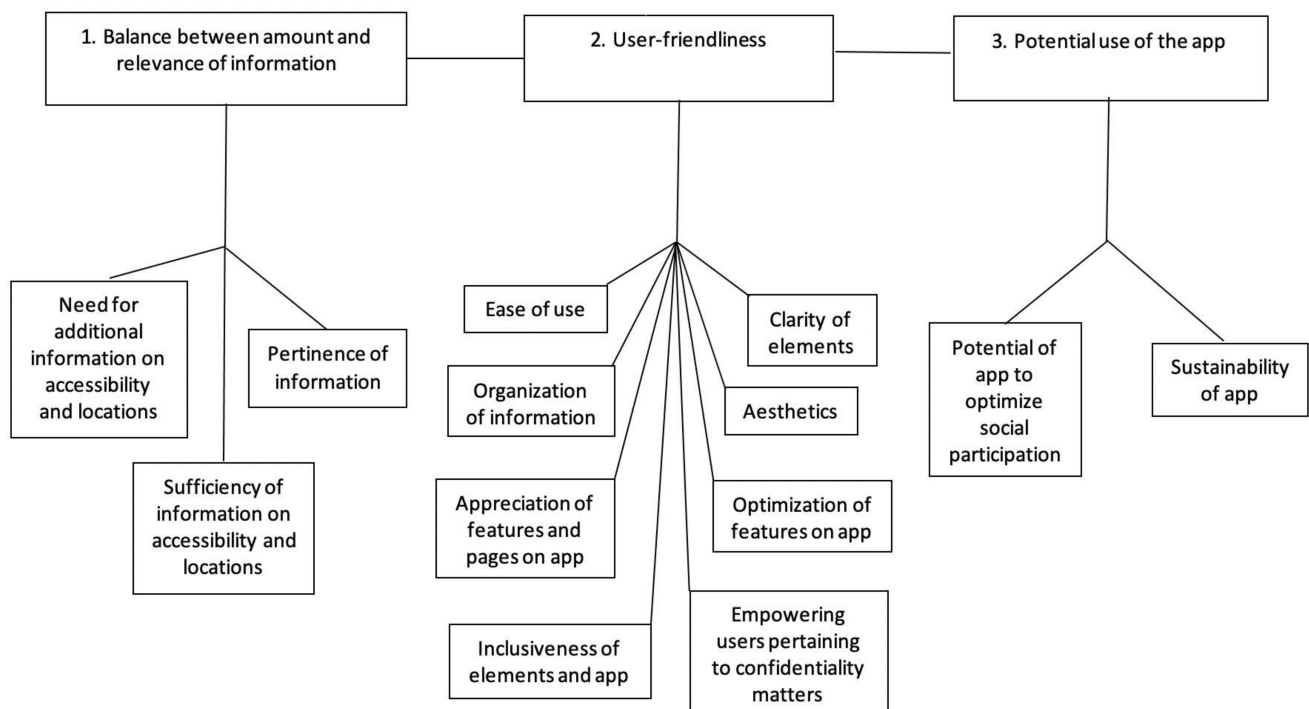 1. Balance between amount and
relevance of information
2. User-friendliness
3. Potential use of the app
Need for
additional
information on
accessibility
and locations
Pertinence of
information
Sufficiency of
information on
accessibility and
locations
Ease of use
Clarity of
elements
Organization
of information
Aesthetics
Appreciation of
features and
pages on app
Optimization of
features on app
Inclusiveness of
elements and app
Empowering
users pertaining
to confidentiality
matters
Potential of
app to
optimize
social
participation
Sustainability
of app